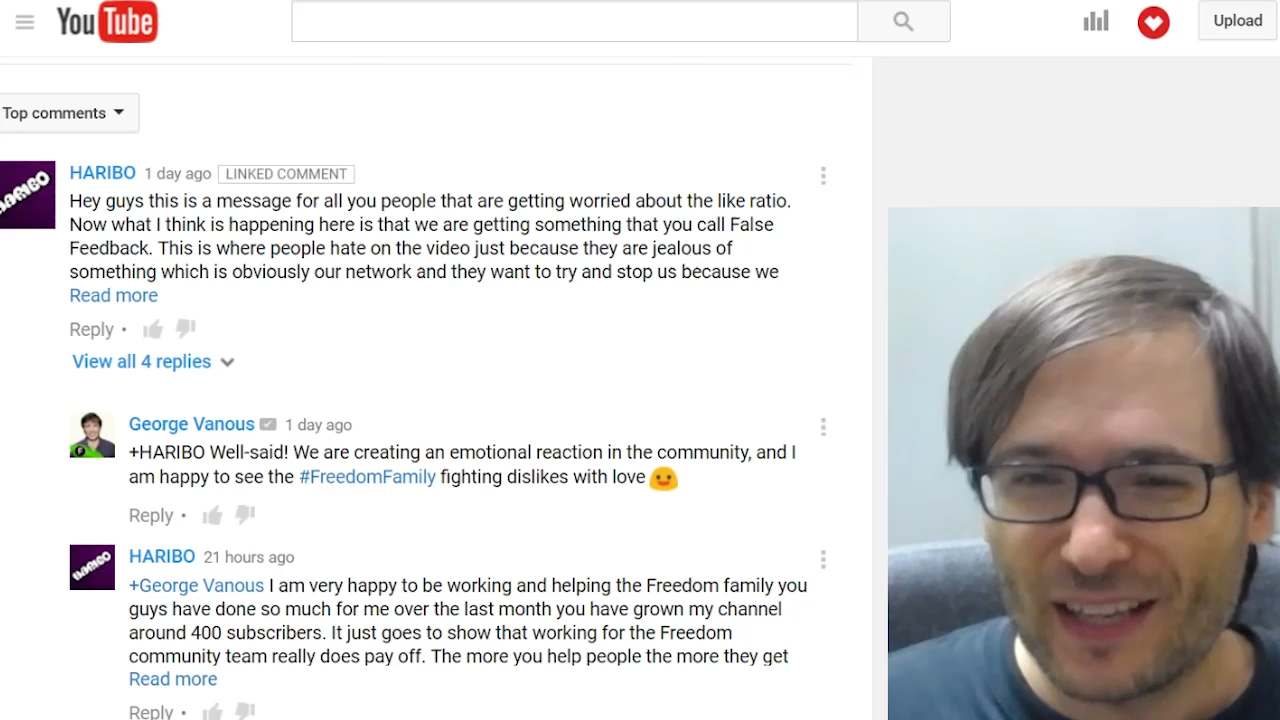 YouTube
Upload
Top comments
HARIBO 1 day ago LINKED COMMENT
Hey guys this is a message for all you people that are getting worried about the like ratio.
Now what I think is happening here is that we are getting something that you call False
Feedback. This is where people hate on the video just because they are jealous of
something which is obviously our network and they want to try and stop us because we
Read more
Reply •
View all 4 replies
HARIBO
George Vanous 1 day ago
+HARIBO Well-said! We are creating an emotional reaction in the community, and I
am happy to see the #FreedomFamily fighting dislikes with love
Reply •
HARIBO
HARIBO 21 hours ago
+George Vanous I am very happy to be working and helping the Freedom family you
guys have done so much for me over the last month you have grown my channel
around 400 subscribers. It just goes to show that working for the Freedom
community team really does pay off. The more you help people the more they get
Read more
Reply •